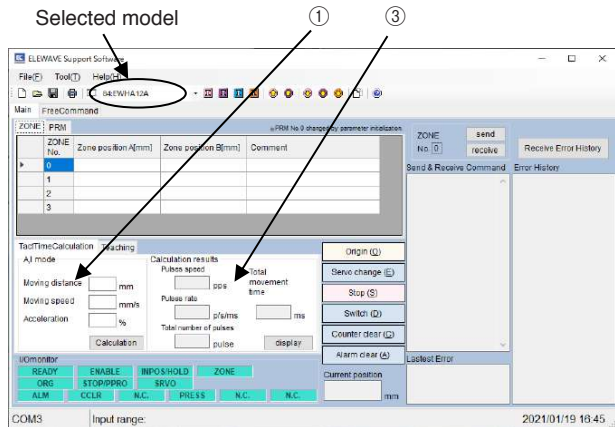 Selected model ① ③
ELEWAVE Support Software
File(F) Tool(T) Help(H)
64:EWHA12A
Main FreeCommand
ZONE PRM
※PRM No.9 changed by parameter initialization
ZONE No. Zone position A[mm] Zone position B[mm] Comment
0
1
2
3
ZONE No. 0 send receive
Receive Error History
Send & Receive Command Error History
TactTimeCalculation Teaching
A,I mode
Moving distance mm
Moving speed mm/s
Acceleration %
Calculation
Calculation results
Pulses speed
pps
Pulses rate
p/s/ms
Total number of pulses
pulse
Total movement time
ms
display
Origin (O)
Servo change (E)
Stop (S)
Switch (D)
Counter clear (C)
Alarm clear (A)
Current position
mm
Lastest Error
I/Omonitor
READY ENABLE INPOS/HOLD ZONE
ORG STOP/PPRO SRVO
ALM CCLR N.C. PRESS N.C. N.C.
COM3 Input range: 2021/01/19 16:45